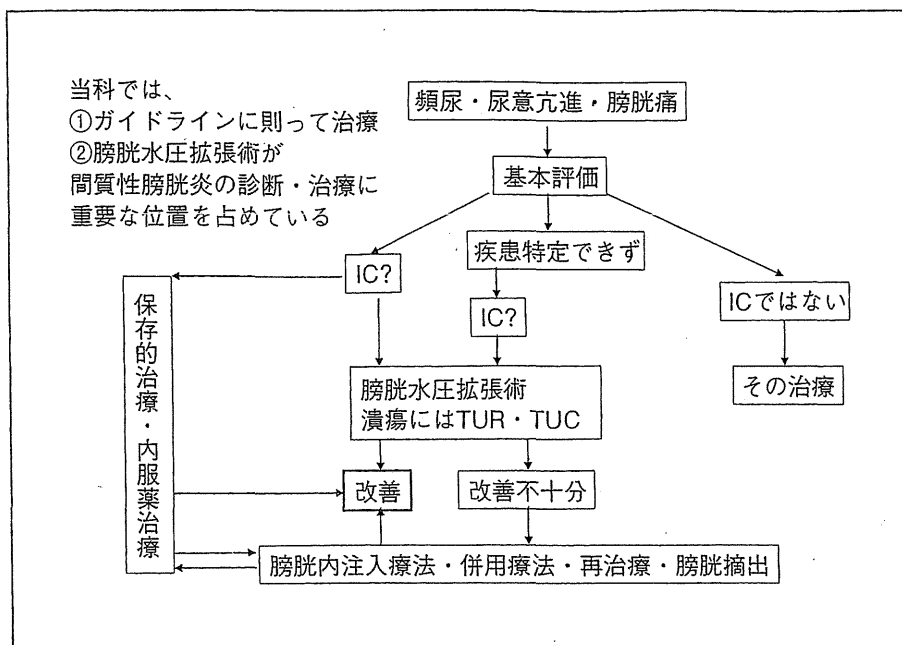 当科では、
①ガイドラインに則って治療
②膀胱水圧拡張術が
間質性膀胱炎の診断・治療に
重要な位置を占めている
頻尿・尿意亢進・膀胱痛
基本評価
疾患特定できず
IC?
IC?
ICではない
その治療
保存的治療・内服薬治療
膀胱水圧拡張術
潰瘍にはTUR・TUC
改善
改善不十分
膀胱内注入療法・併用療法・再治療・膀胱摘出